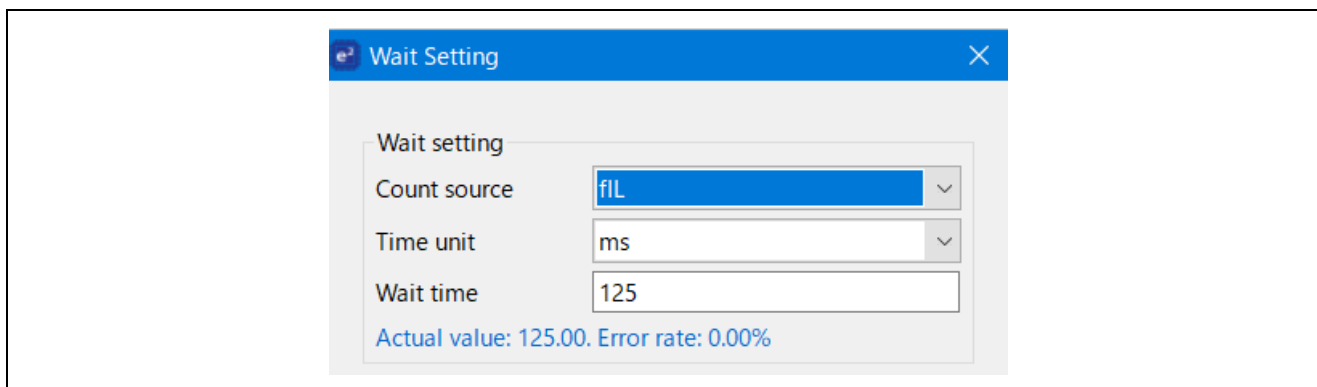 e² Wait Setting
Wait setting
Count source fIL
Time unit ms
Wait time 125
Actual value: 125.00. Error rate: 0.00%